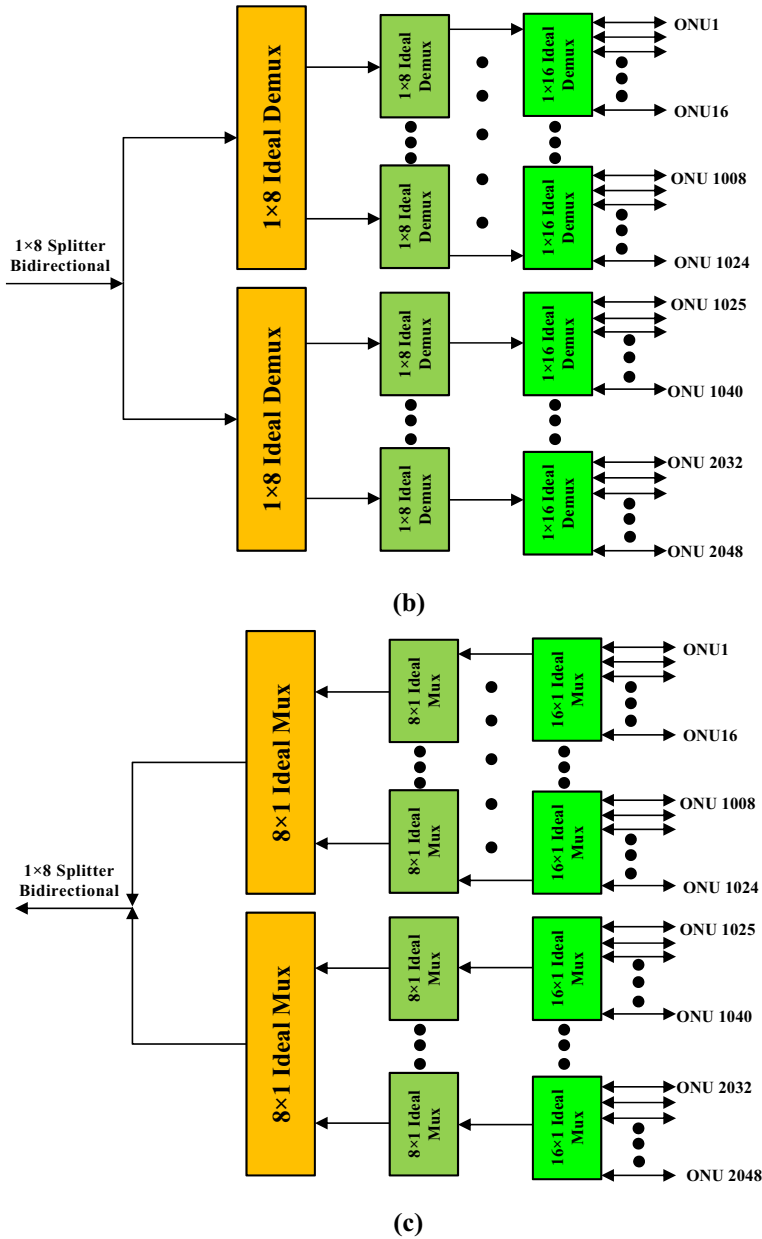 1×8 Splitter
Bidirectional
1×8 Ideal Demux
1×8 Ideal
Demux
1×8 Ideal
Demux
1×16 Ideal
Demux
1×16 Ideal
Demux
ONU1
ONU16
ONU 1008
ONU 1024
1×8 Ideal Demux
1×8 Ideal
Demux
1×8 Ideal
Demux
1×16 Ideal
Demux
1×16 Ideal
Demux
ONU 1025
ONU 1040
ONU 2032
ONU 2048
(b)
1×8 Splitter
Bidirectional
8×1 Ideal Mux
8×1 Ideal
Mux
8×1 Ideal
Mux
16×1 Ideal
Mux
16×1 Ideal
Mux
ONU1
ONU16
ONU 1008
ONU 1024
8×1 Ideal Mux
8×1 Ideal
Mux
8×1 Ideal
Mux
16×1 Ideal
Mux
16×1 Ideal
Mux
ONU 1025
ONU 1040
ONU 2032
ONU 2048
(c)